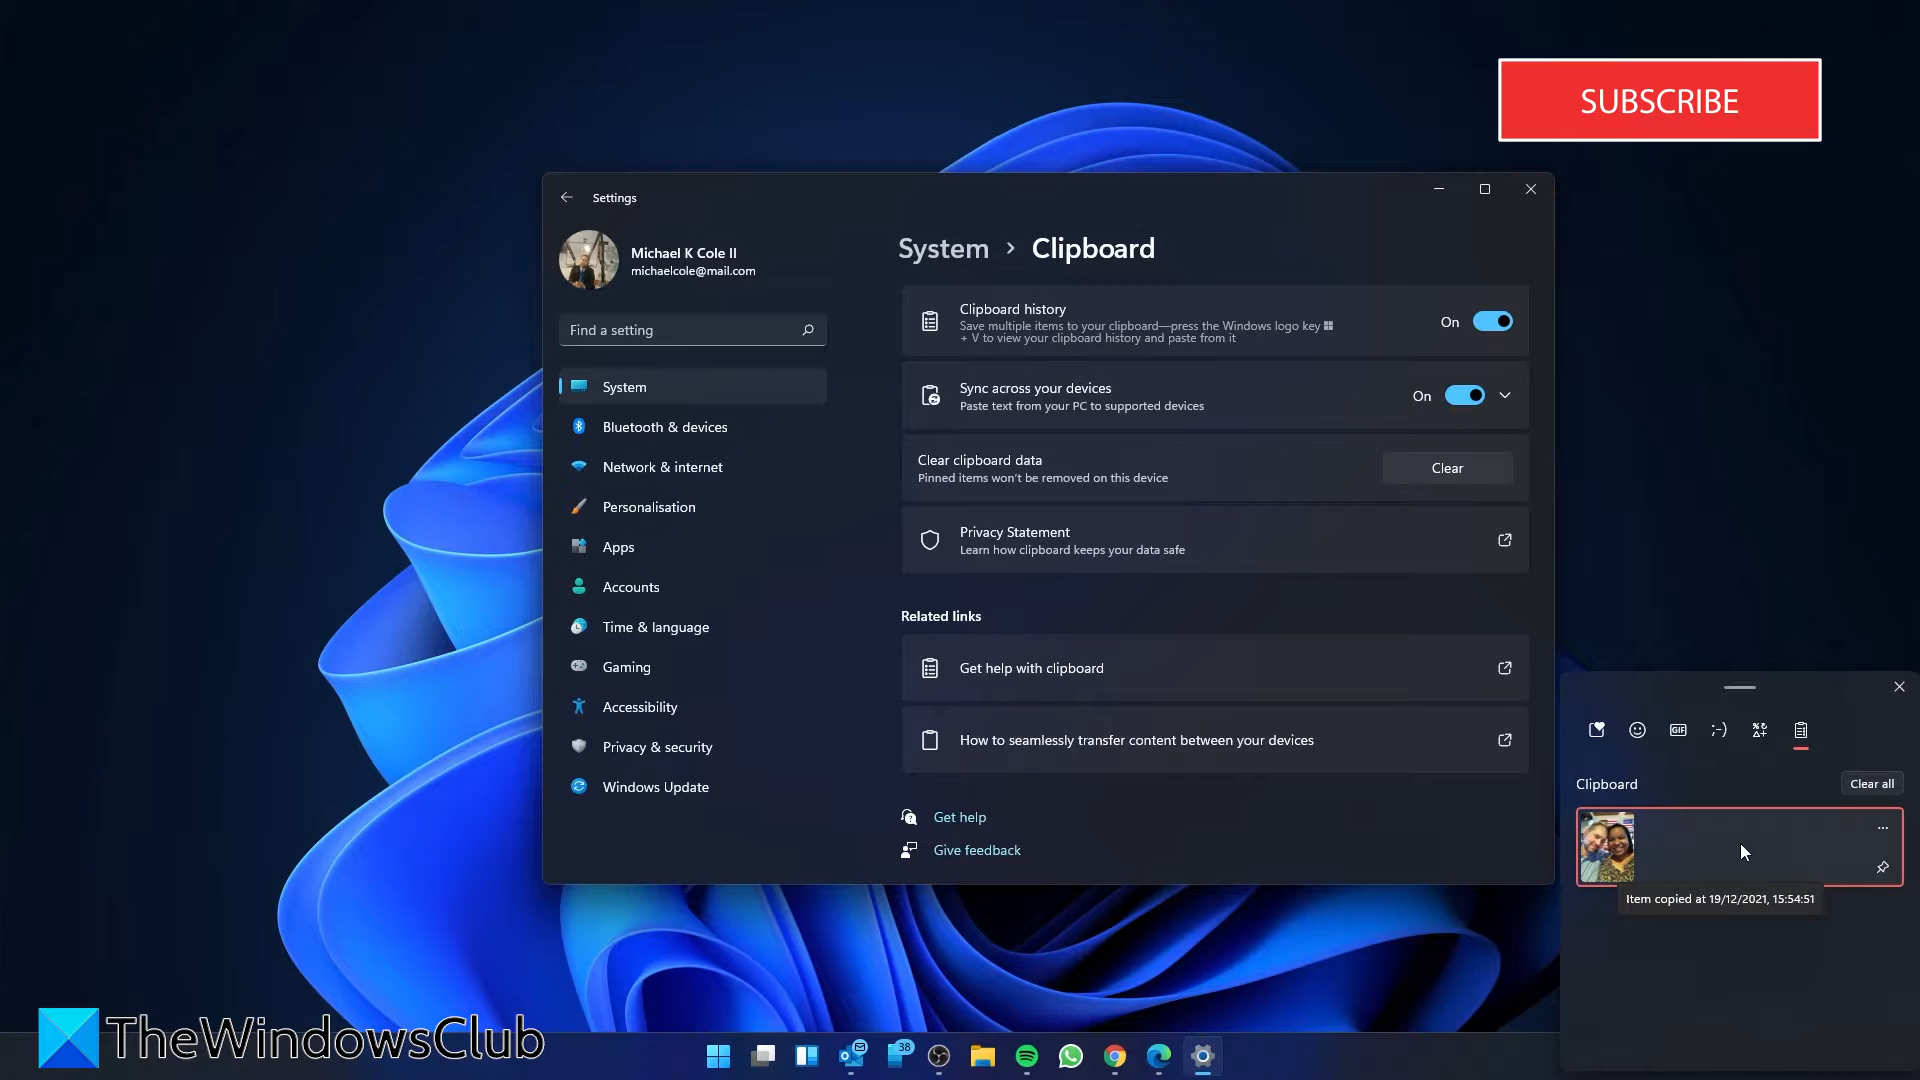 SUBSCRIBE
Settings
Michael K Cole II
michaelcole@mail.com
Find a setting
System
Bluetooth & devices
Network & internet
Personalisation
Apps
Accounts
Time & language
Gaming
Accessibility
Privacy & security
Windows Update
System › Clipboard
Clipboard history
Save multiple items to your clipboard—press the Windows logo key
+ V to view your clipboard history and paste from it
On
Sync across your devices
Paste text from your PC to supported devices
On
Clear clipboard data
Pinned items won't be removed on this device
Clear
Privacy Statement
Learn how clipboard keeps your data safe
Related links
Get help with clipboard
How to seamlessly transfer content between your devices
Get help
Give feedback
GIF
;-)
Clipboard
Clear all
Item copied at 19/12/2021, 15:54:51
TheWindowsClub
38